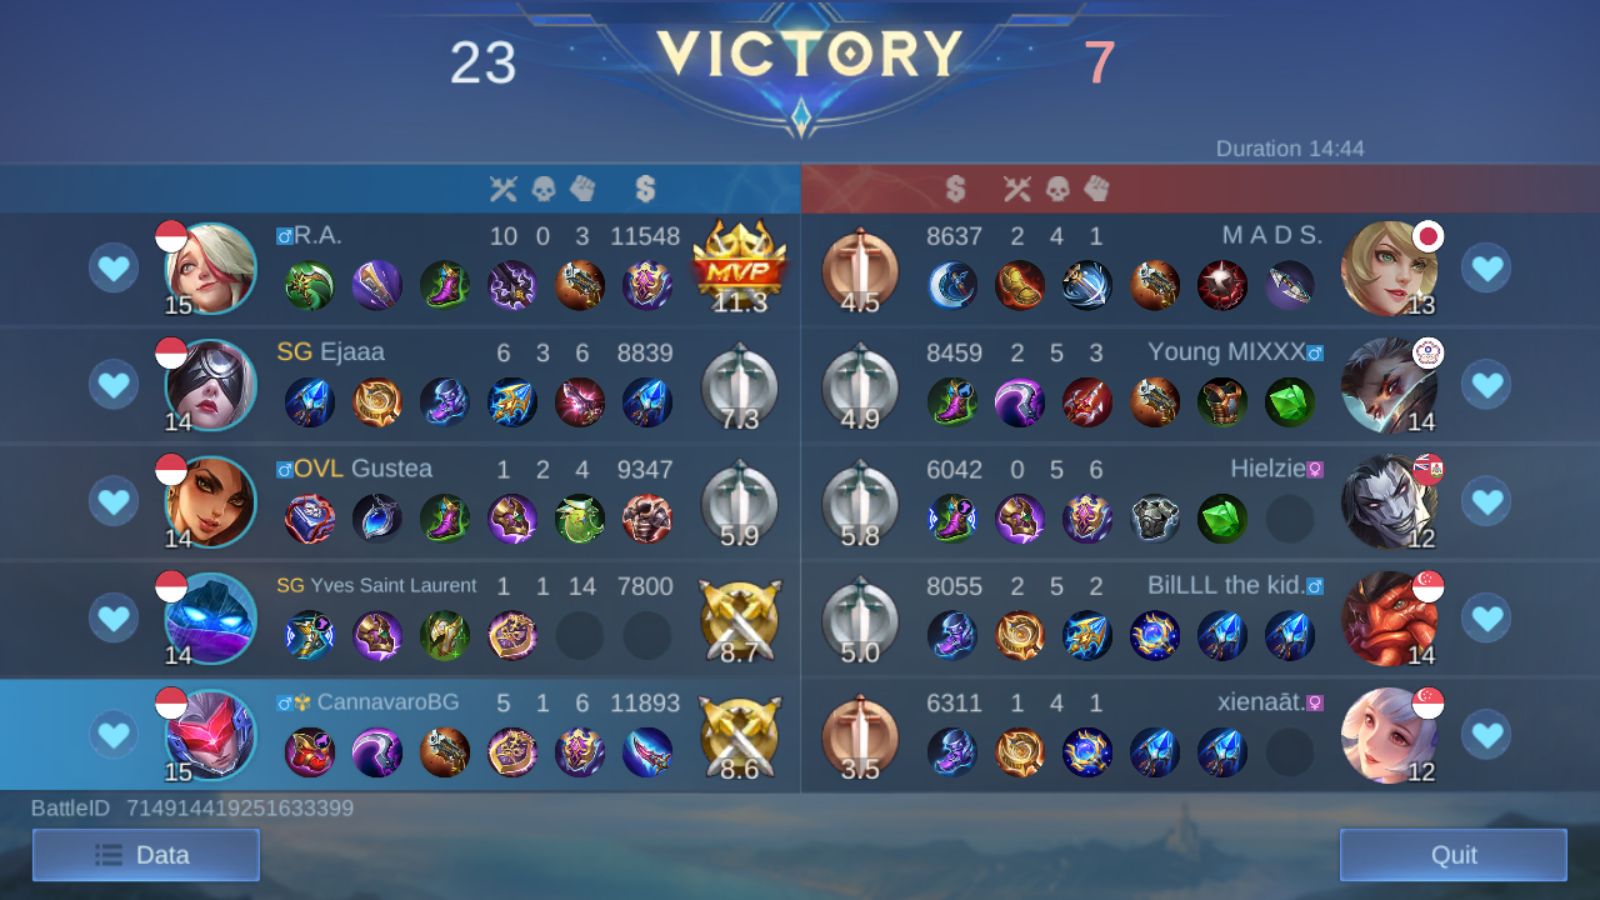 23 VICTORY 7
Duration 14:44
R.A. 10 0 3 11548 MVP 11.3
15
4.5 8637 2 4 1 M A D S.
13
SG Ejaaa 6 3 6 8839 7.3
14
4.9 8459 2 5 3 Young MIXXX
14
OVL Gustea 1 2 4 9347 5.9
14
5.8 6042 0 5 6 Hielzie
12
SG Yves Saint Laurent 1 1 14 7800 8.7
14
5.0 8055 2 5 2 BilLLL the kid.
14
CannavaroBG 5 1 6 11893 8.6
15
3.5 6311 1 4 1 xienaāt.
12
BattleID 714914419251633399
Data
Quit